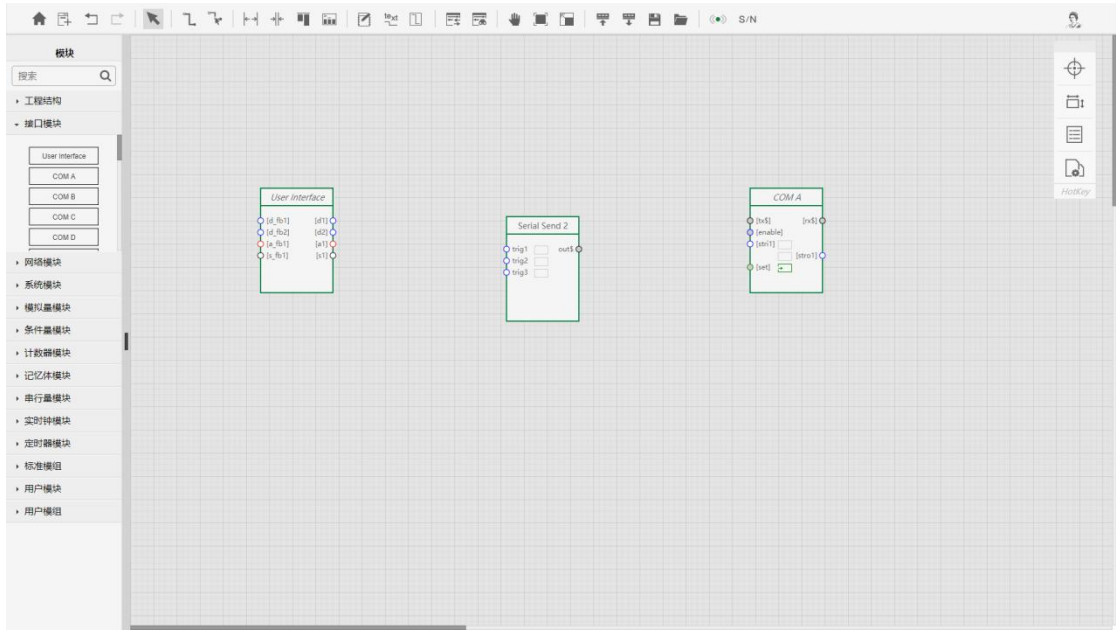 text
S/N
模块
搜索
工程结构
接口模块
User interface
COM A
COM B
COM C
COM D
网络模块
系统模块
模拟量模块
条件量模块
计数器模块
记忆体模块
串行量模块
实时钟模块
定时器模块
标准模组
用户模块
用户模组
User interface
[d_fb1] [d1]
[d_fb2] [d2]
[a_fb1] [a1]
[s_fb1] [s1]
Serial Send 2
trig1 out$
trig2
trig3
COM A
[tx$] [rx$]
[enable]
[stri1]
[stro1]
[set]
HotKey